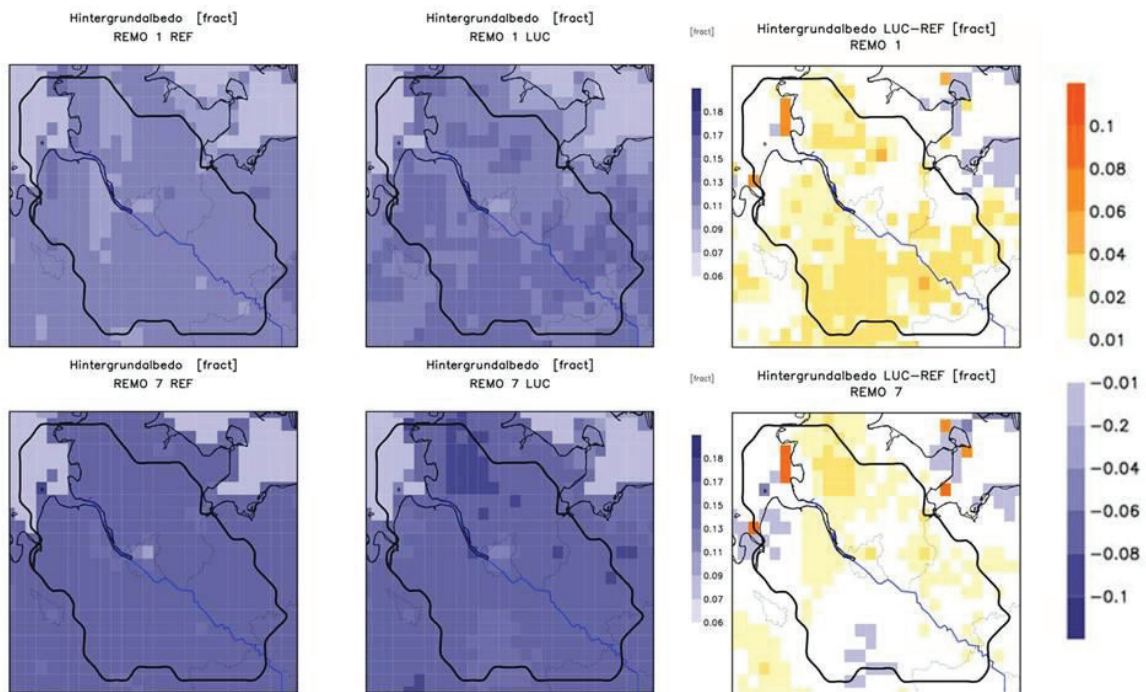 Hintergrundalbedo [fract]
REMO 1 REF
Hintergrundalbedo [fract]
REMO 1 LUC
[fract]
Hintergrundalbedo LUC-REF [fract]
REMO 1
0.18
0.17
0.15
0.13
0.11
0.09
0.07
0.06
0.1
0.08
0.06
0.04
0.02
0.01
Hintergrundalbedo [fract]
REMO 7 REF
Hintergrundalbedo [fract]
REMO 7 LUC
[fract]
Hintergrundalbedo LUC-REF [fract]
REMO 7
0.18
0.17
0.15
0.13
0.11
0.09
0.07
0.06
-0.01
-0.2
-0.04
-0.06
-0.08
-0.1